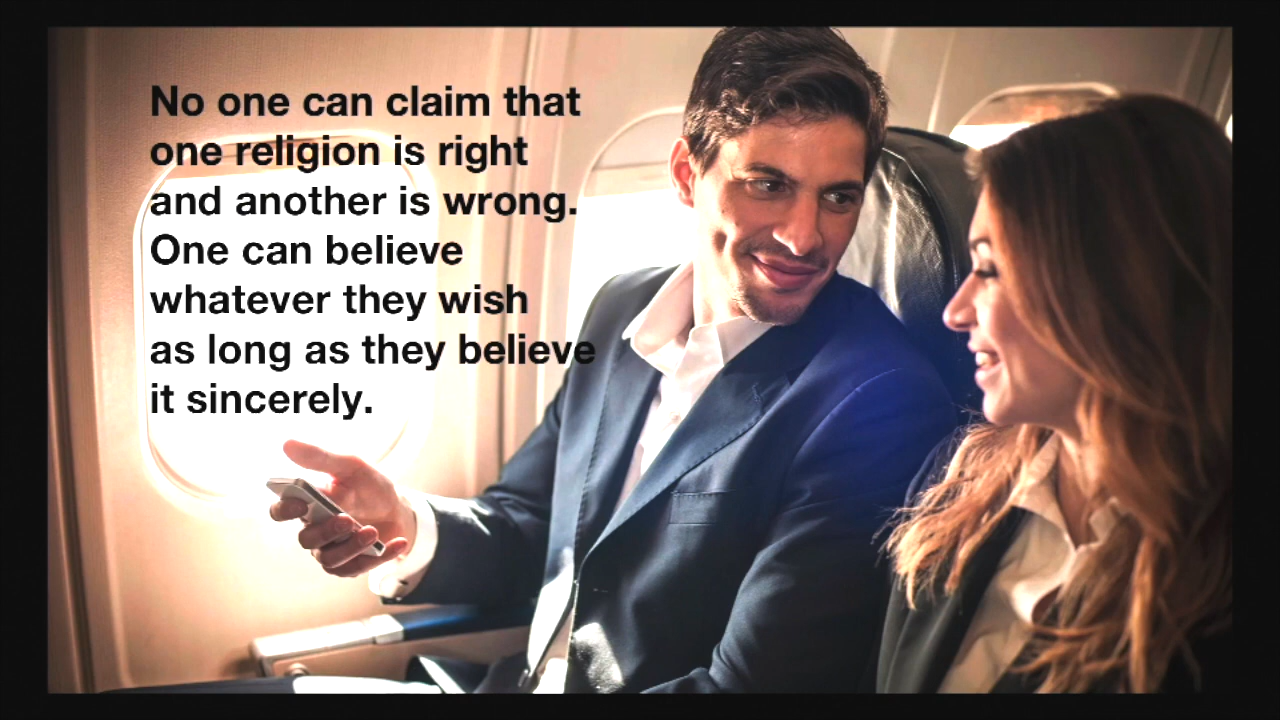 No one can claim that
one religion is right
and another is wrong.
One can believe
whatever they wish
as long as they believe
it sincerely.